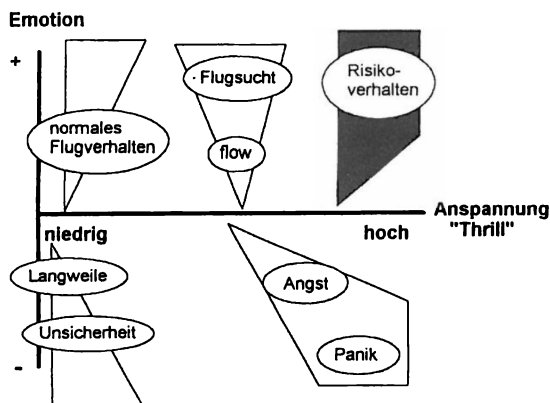 Emotion
+
· Flugsucht
Risiko-
verhalten
normales
Flugverhalten
flow
Anspannung
"Thrill"
niedrig
hoch
Langweile
Angst
Unsicherheit
Panik
-